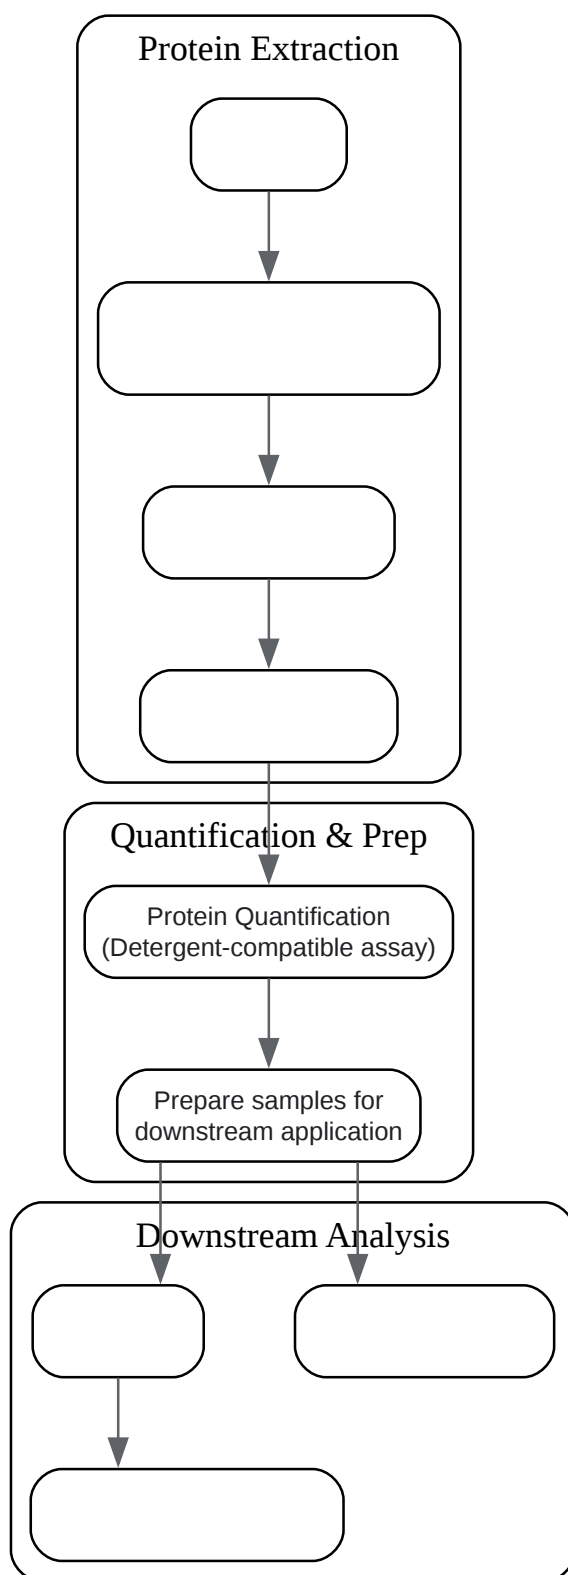 Protein Extraction
Quantification & Prep
Protein Quantification
(Detergent-compatible assay)
Prepare samples for
downstream application
Downstream Analysis